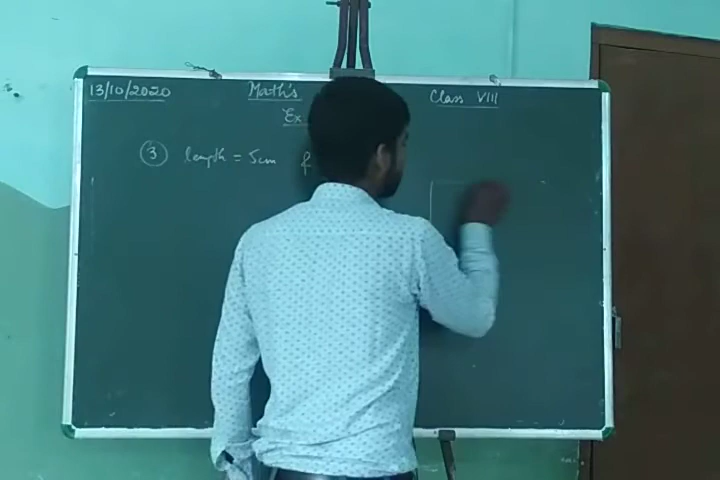 13/10/2020 Math's Class VIII
Ex
③ length = 5cm &